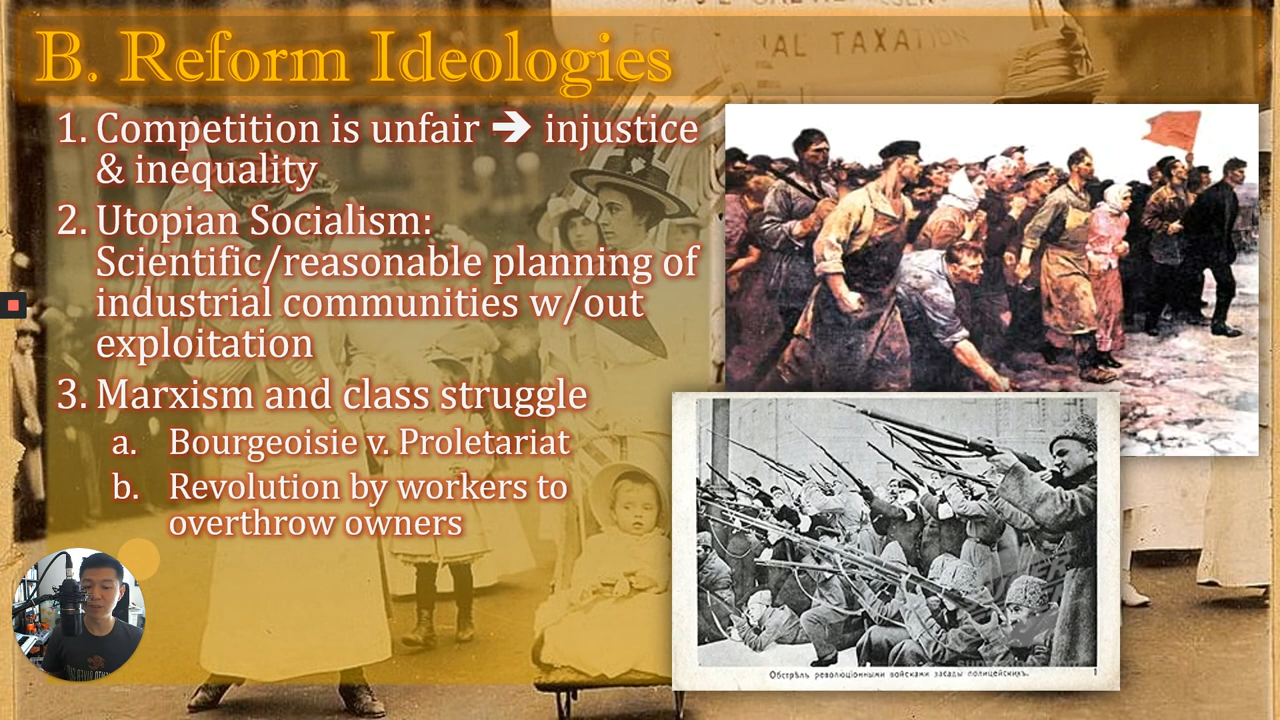 AL TAXATION
B. Reform Ideologies
1. Competition is unfair ➔ injustice
& inequality
2. Utopian Socialism:
Scientific/reasonable planning of
industrial communities w/out
exploitation
3. Marxism and class struggle
a. Bourgeoisie v. Proletariat
b. Revolution by workers to
overthrow owners
Обстрѣлъ революціонными войсками засады полицейскихъ.
1